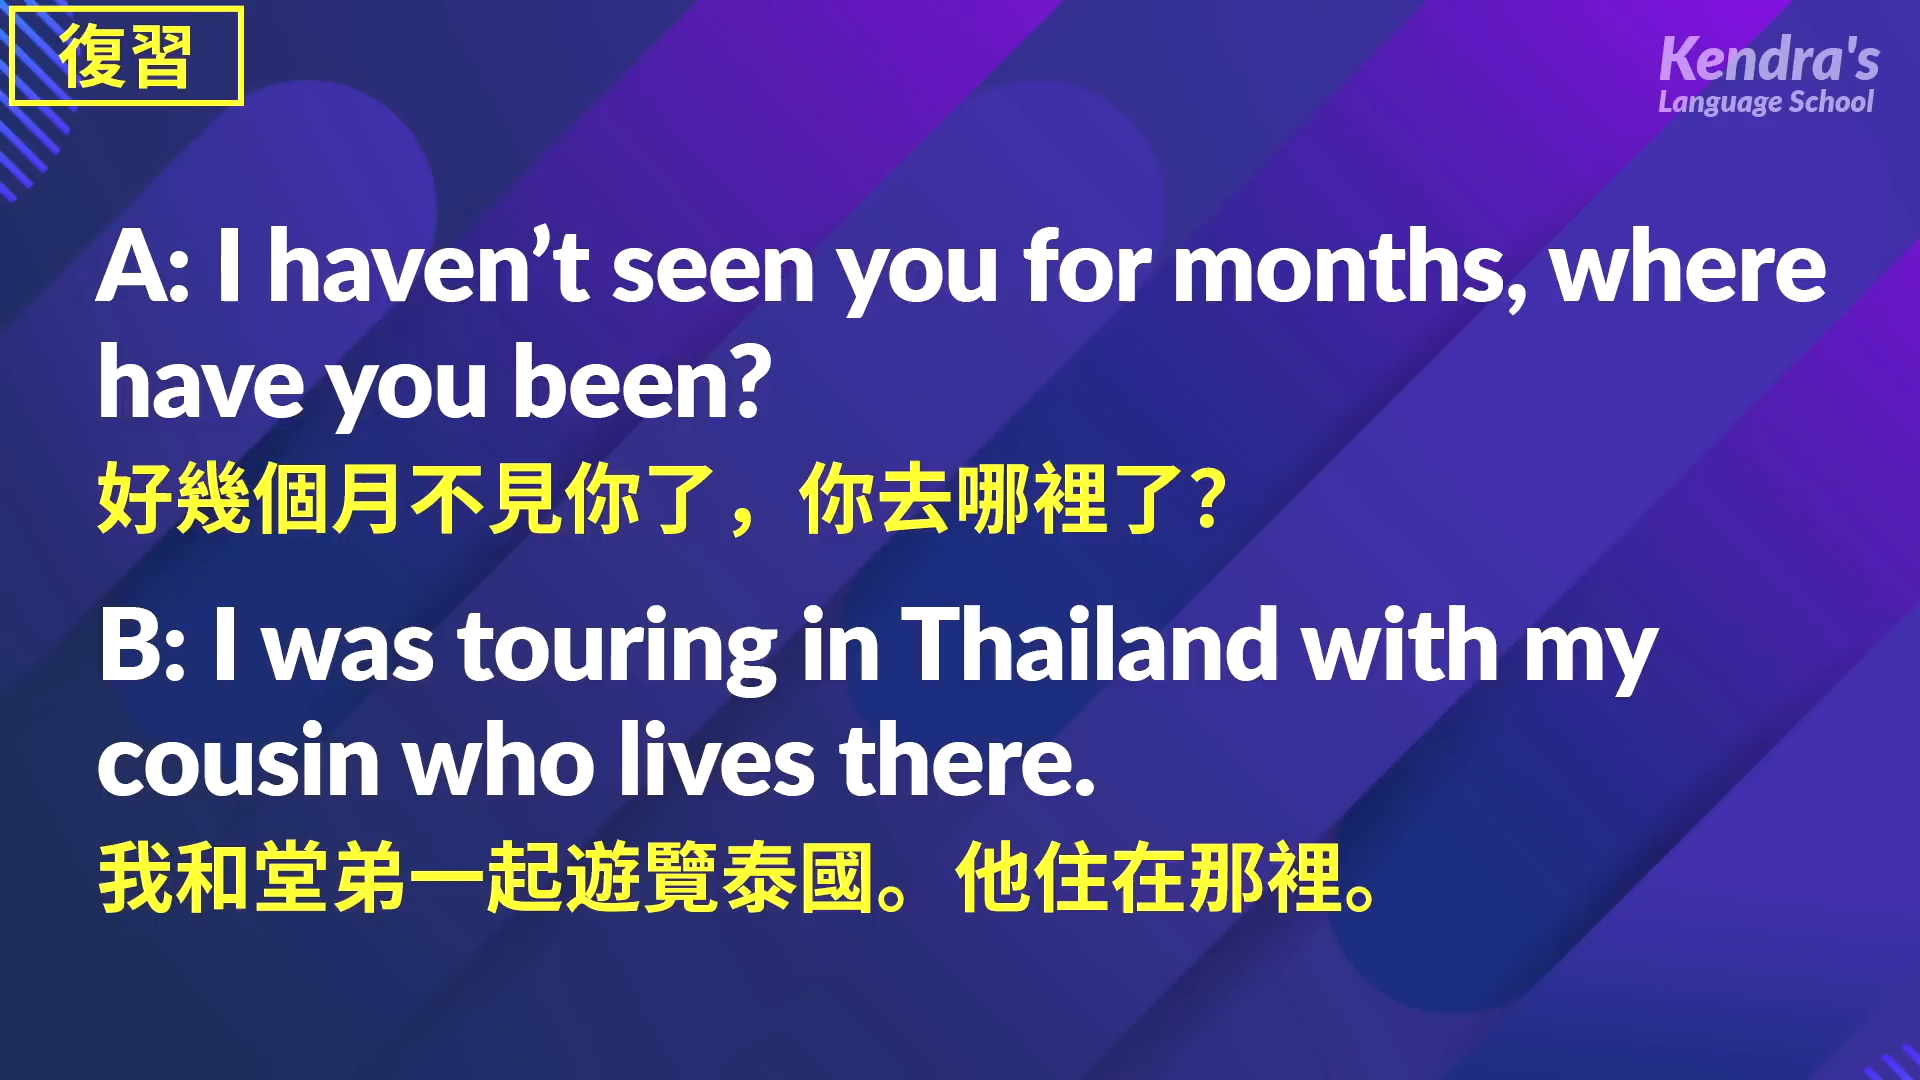 復習
Kendra's
Language School
A: I haven’t seen you for months, where
have you been?
好幾個月不見你了，你去哪裡了？
B: I was touring in Thailand with my
cousin who lives there.
我和堂弟一起遊覽泰國。他住在那裡。